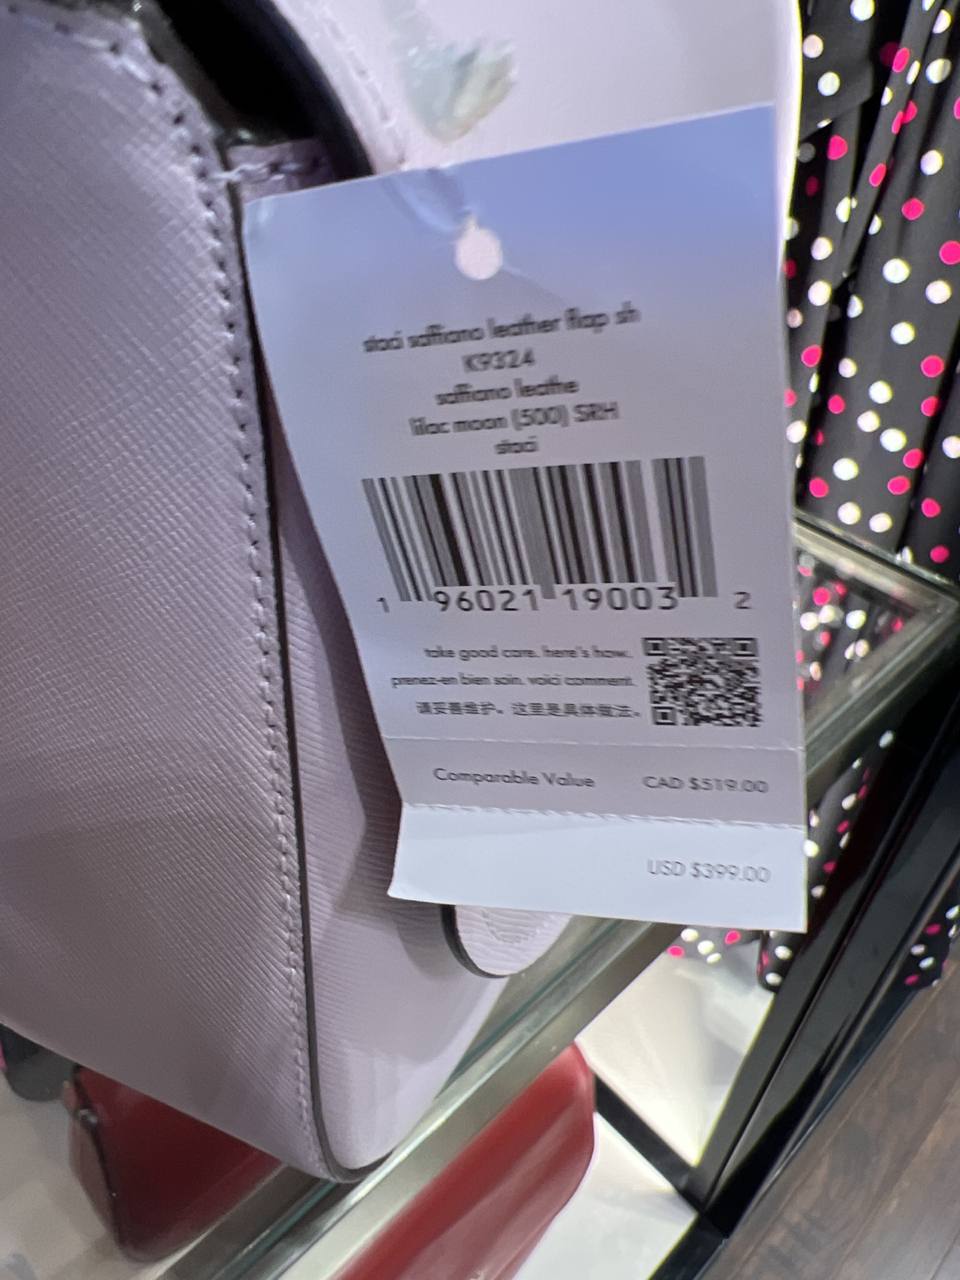 staci saffiano leather flap sh
K9324
saffiano leathe
lilac moon (500) SRH
staci
1 96021 19003 2
take good care. here's how.
prenez-en bien soin. voici comment.
请妥善维护。这里是具体做法。
Comparable Value CAD $519.00
USD $399.00